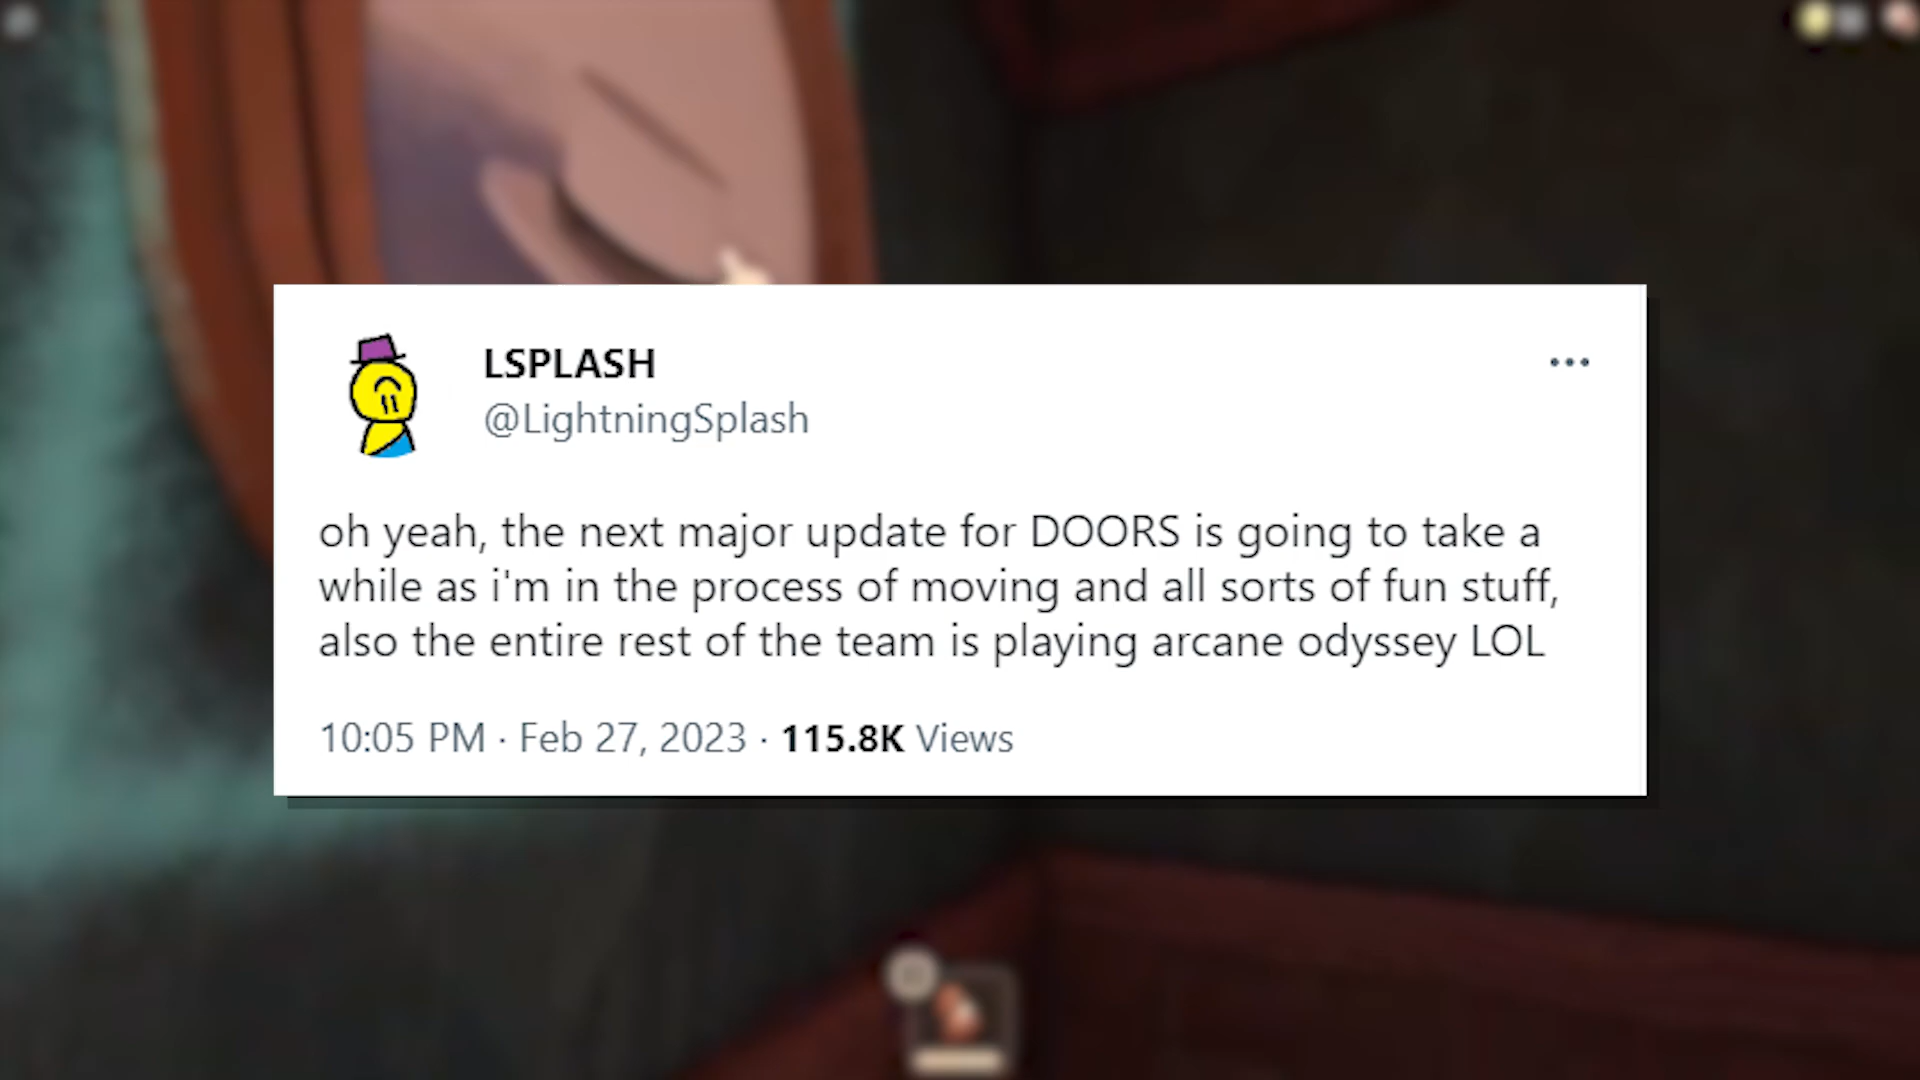 LSPLASH
@LightningSplash
oh yeah, the next major update for DOORS is going to take a
while as i'm in the process of moving and all sorts of fun stuff,
also the entire rest of the team is playing arcane odyssey LOL
10:05 PM · Feb 27, 2023 · 115.8K Views